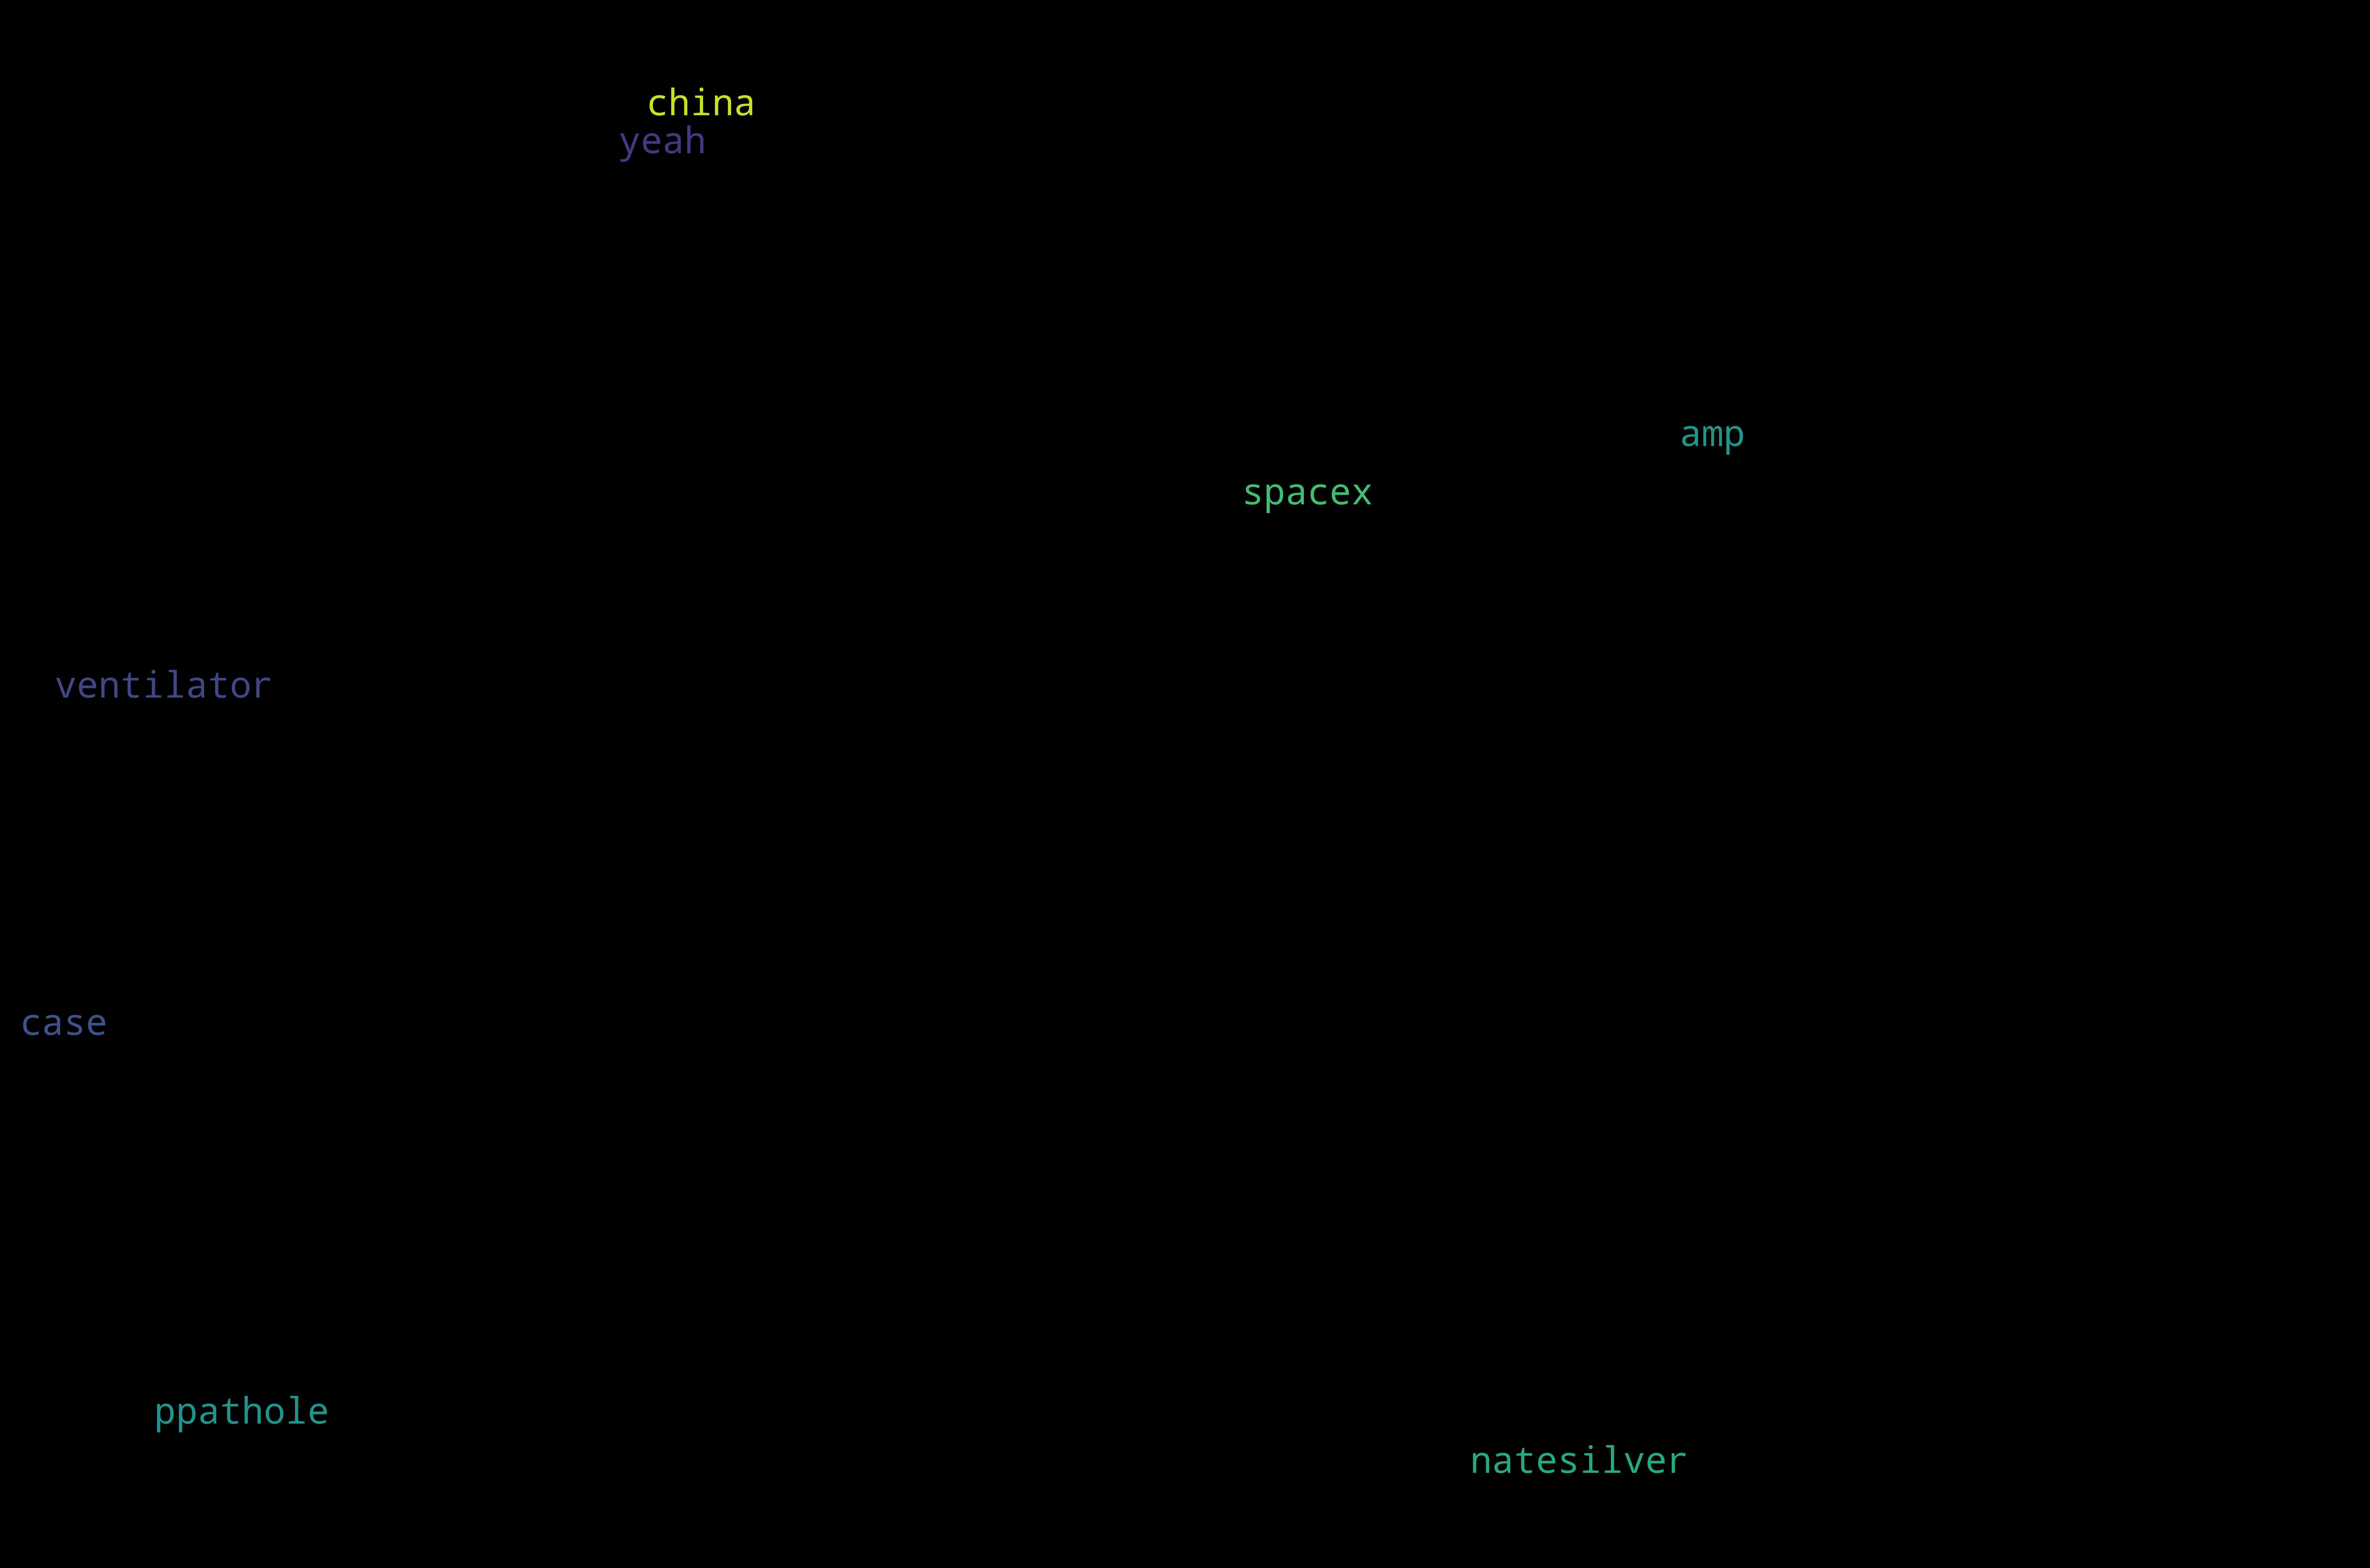 china
yeah
amp
spacex
ventilator
case
ppathole
natesilver